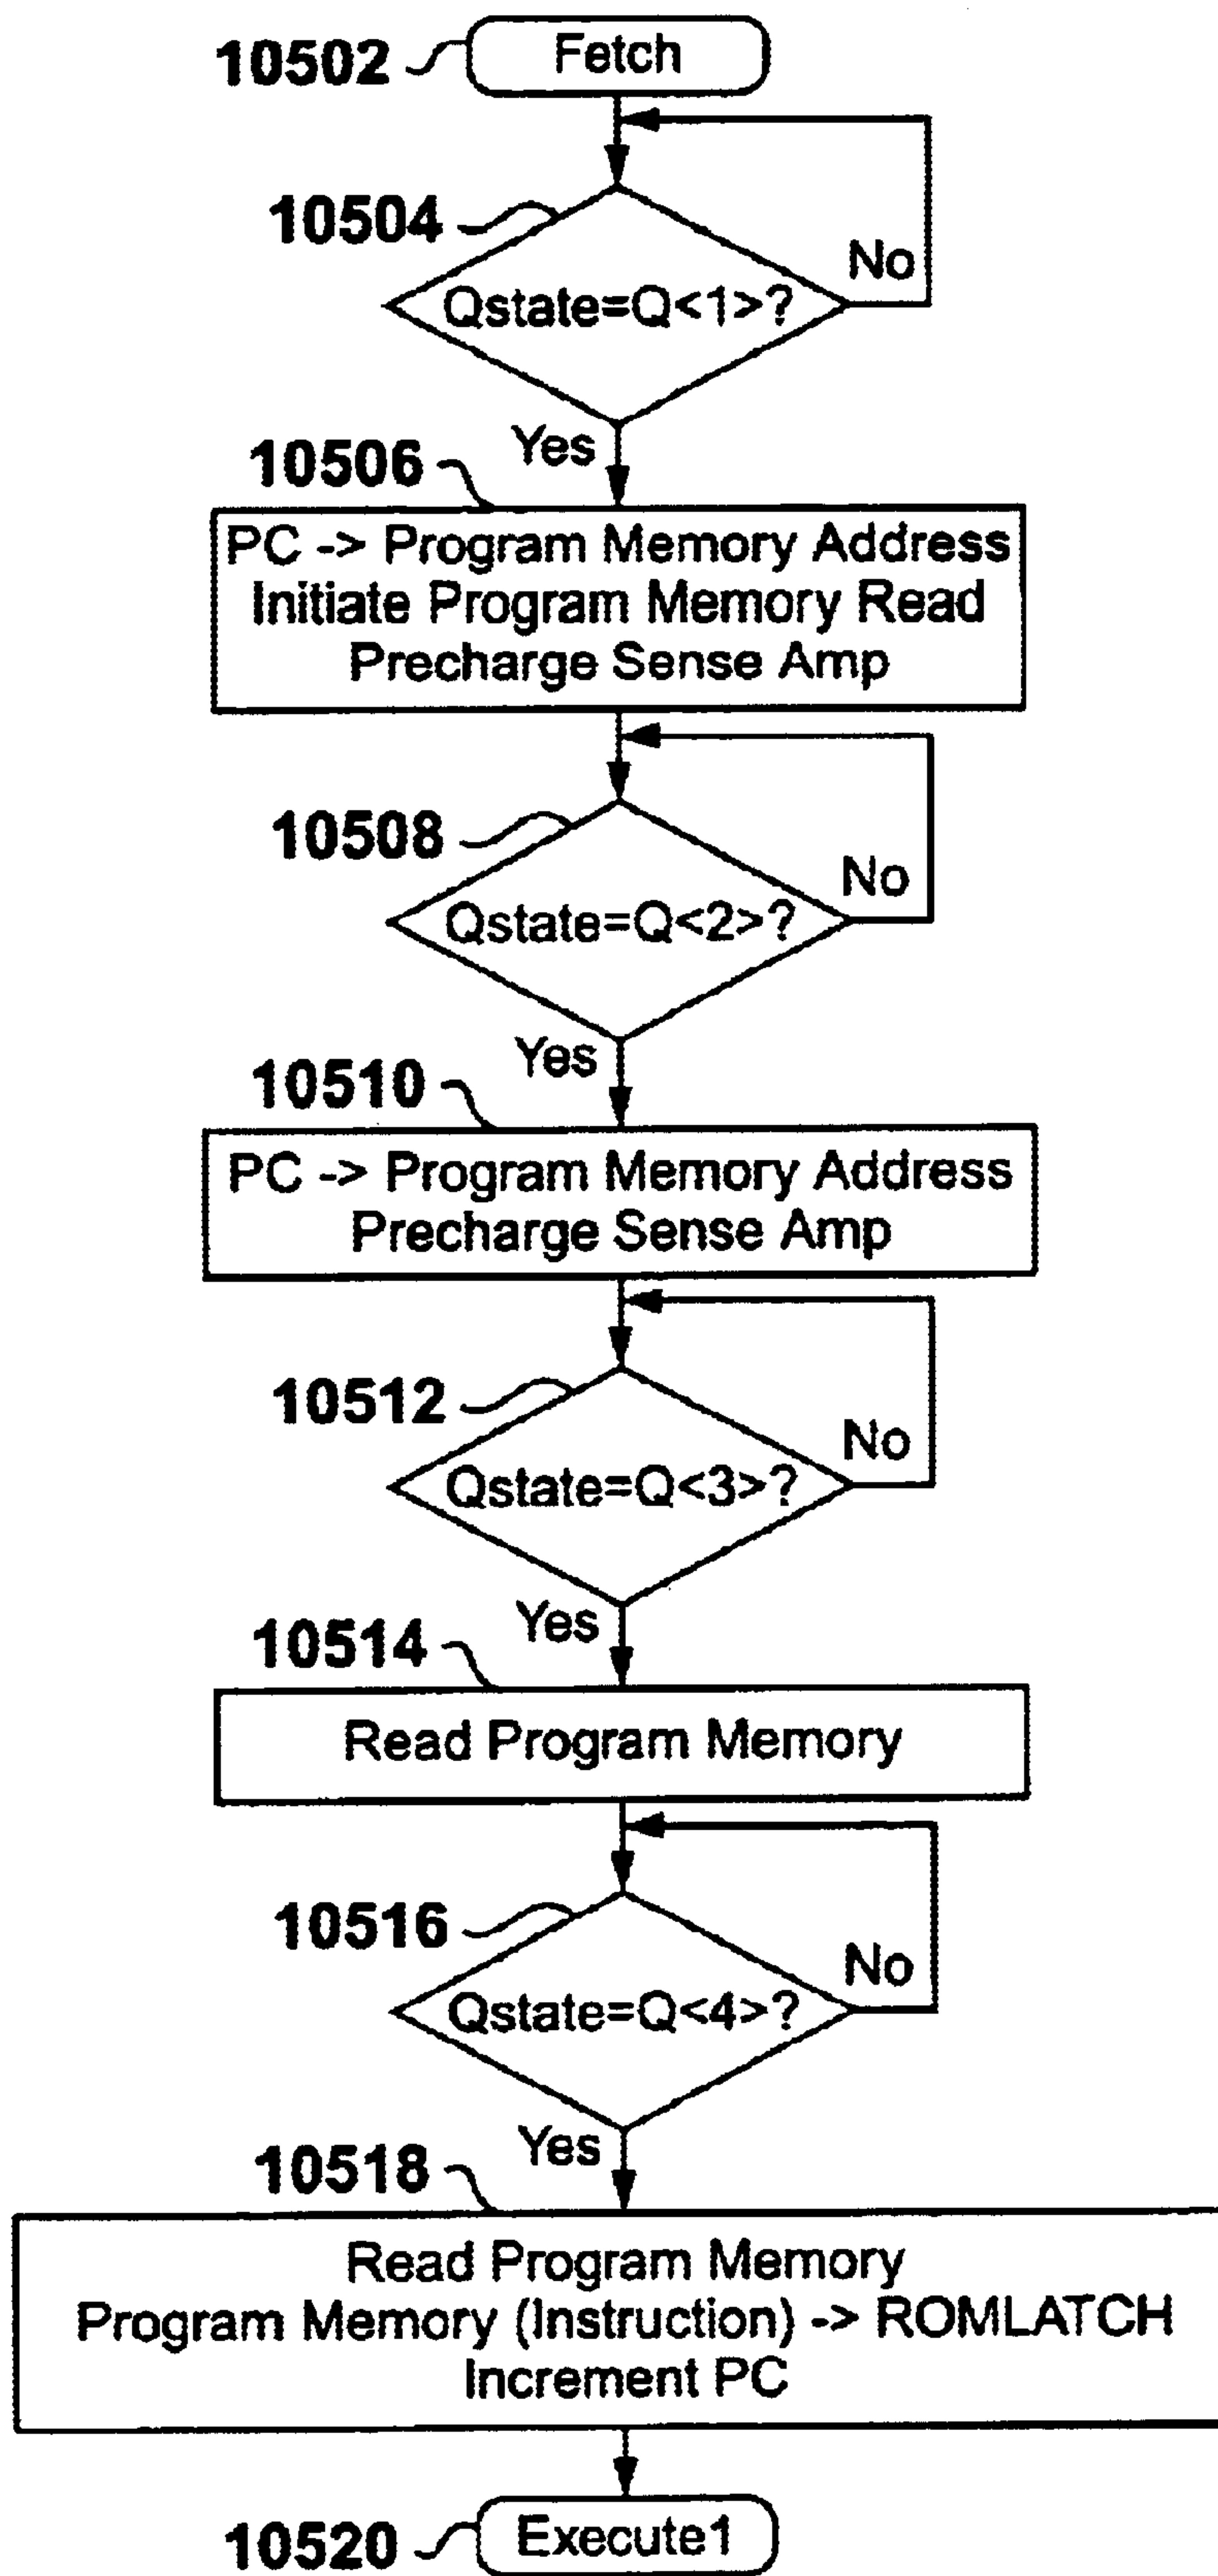 10502
Fetch
10504
No
Qstate=Q<1>?
Yes
10506
PC -> Program Memory Address
Initiate Program Memory Read
Precharge Sense Amp
10508
No
Qstate=Q<2>?
Yes
10510
PC -> Program Memory Address
Precharge Sense Amp
10512
No
Qstate=Q<3>?
Yes
10514
Read Program Memory
10516
No
Qstate=Q<4>?
Yes
10518
Read Program Memory
Program Memory (Instruction) -> ROMLATCH
Increment PC
10520
Execute1